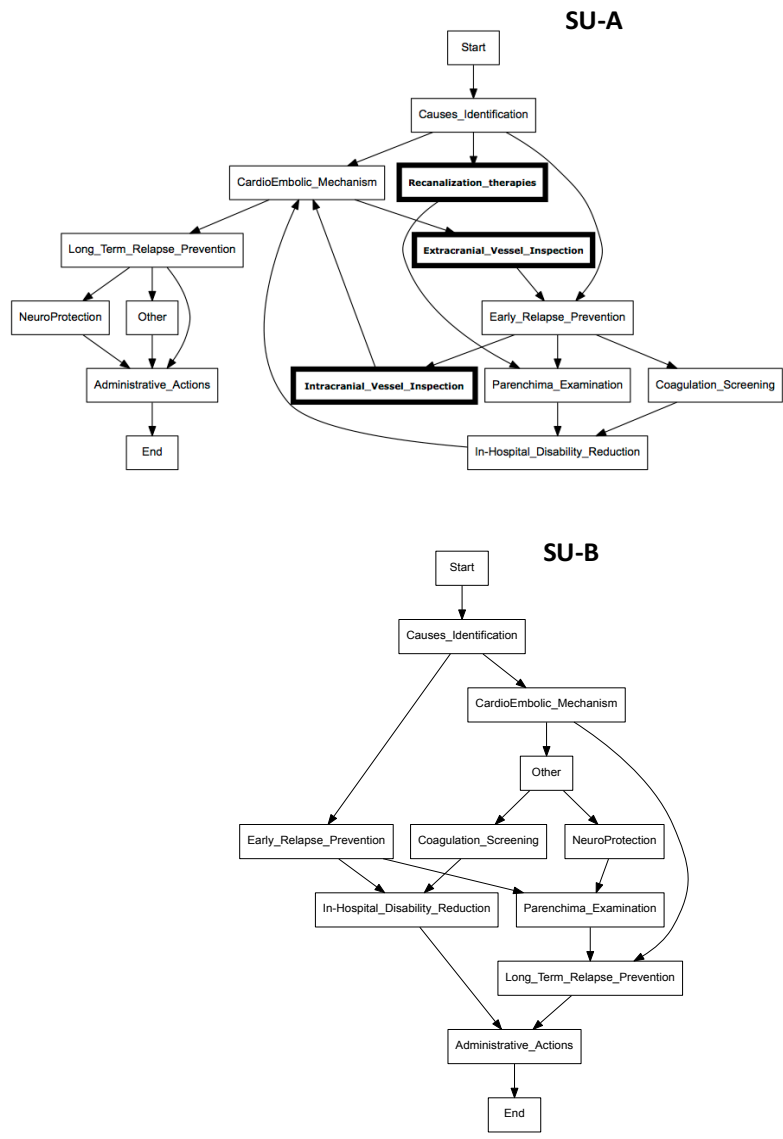 SU-A
Start
Causes_Identification
CardioEmbolic_Mechanism
Recanalization_therapies
Long_Term_Relapse_Prevention
Extracranial_Vessel_Inspection
NeuroProtection
Other
Early_Relapse_Prevention
Administrative_Actions
Intracranial_Vessel_Inspection
Parenchima_Examination
Coagulation_Screening
End
In-Hospital_Disability_Reduction
SU-B
Start
Causes_Identification
CardioEmbolic_Mechanism
Other
Early_Relapse_Prevention
Coagulation_Screening
NeuroProtection
In-Hospital_Disability_Reduction
Parenchima_Examination
Long_Term_Relapse_Prevention
Administrative_Actions
End